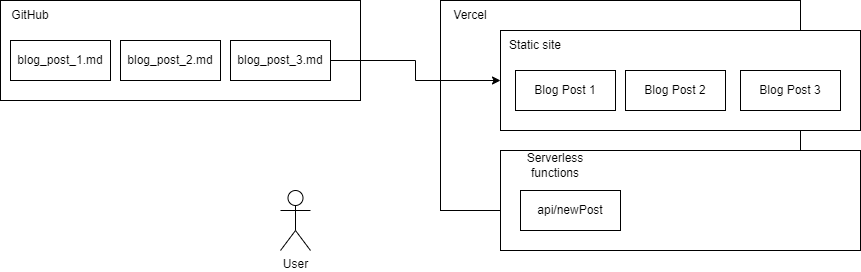 GitHub
blog_post_1.md
blog_post_2.md
blog_post_3.md
Vercel
Static site
Blog Post 1
Blog Post 2
Blog Post 3
Serverless
functions
api/newPost
User